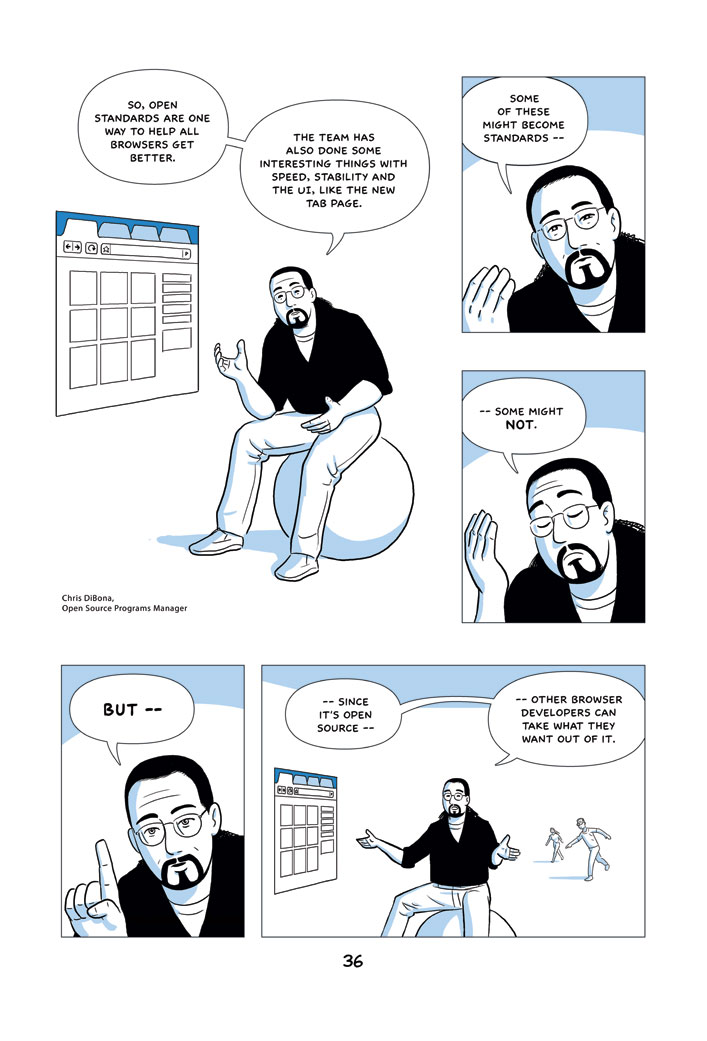 SO, OPEN
STANDARDS ARE ONE
WAY TO HELP ALL
BROWSERS GET
BETTER.
THE TEAM HAS
ALSO DONE SOME
INTERESTING THINGS WITH
SPEED, STABILITY AND
THE UI, LIKE THE NEW
TAB PAGE.
Chris DiBona,
Open Source Programs Manager
SOME
OF THESE
MIGHT BECOME
STANDARDS --
-- SOME MIGHT
NOT.
BUT --
-- SINCE
IT'S OPEN
SOURCE --
-- OTHER BROWSER
DEVELOPERS CAN
TAKE WHAT THEY
WANT OUT OF IT.
36